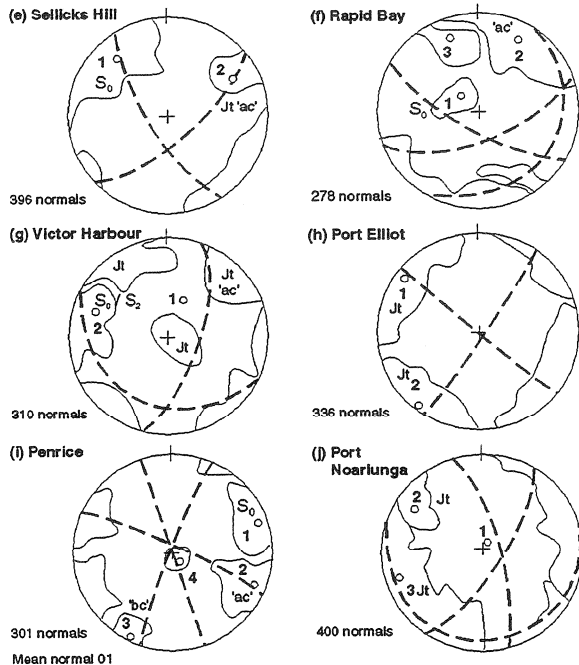 (e) Sellicks Hill
1
S0
2
Jt 'ac'
396 normals
(f) Rapid Bay
3
'ac'
2
S0
1
278 normals
(g) Victor Harbour
Jt
Jt
'ac'
S0
S2
1
2
Jt
310 normals
(h) Port Elliot
1
Jt
Jt
2
336 normals
(i) Penrice
S0
1
2
4
'ac'
'bc'
3
301 normals
Mean normal 01
(j) Port
Noarlunga
2
Jt
1
3 Jt
400 normals